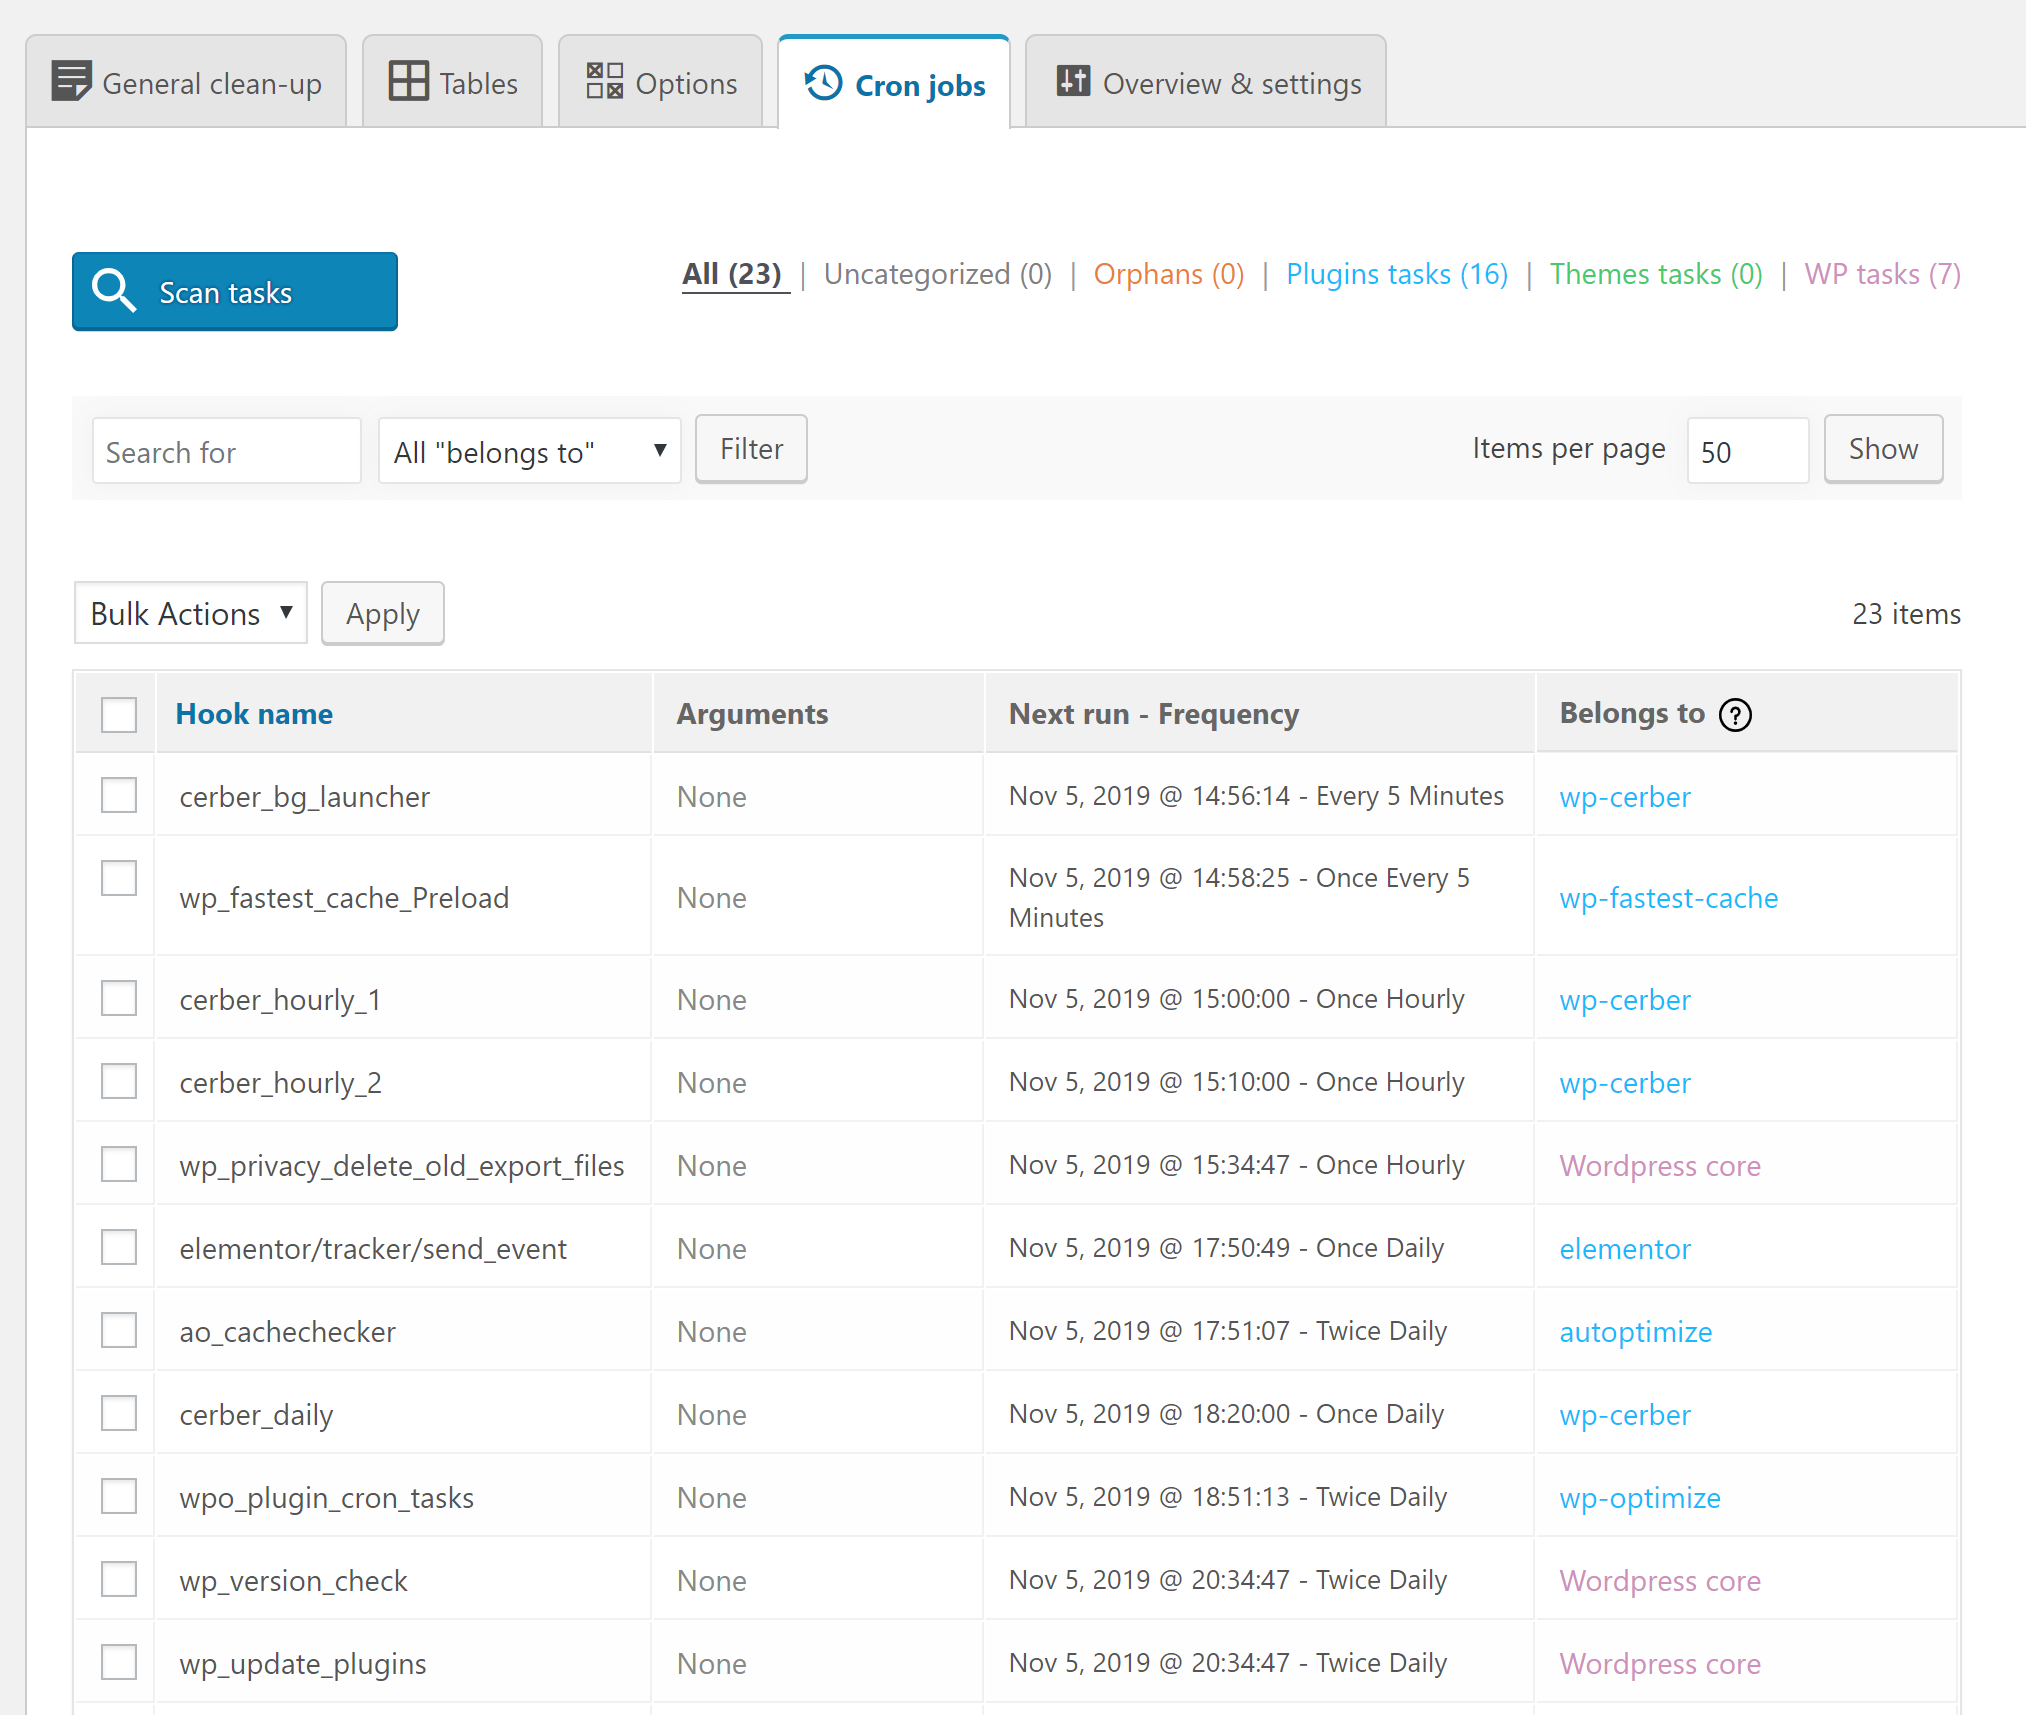 General clean-up Tables Options Cron jobs Overview & settings
Scan tasks All (23) | Uncategorized (0) | Orphans (0) | Plugins tasks (16) | Themes tasks (0) | WP tasks (7)
Search for All "belongs to" ▼ Filter Items per page 50 Show
Bulk Actions ▼ Apply 23 items
Hook name Arguments Next run - Frequency Belongs to ?
cerber_bg_launcher None Nov 5, 2019 @ 14:56:14 - Every 5 Minutes wp-cerber
wp_fastest_cache_Preload None Nov 5, 2019 @ 14:58:25 - Once Every 5 wp-fastest-cache
Minutes
cerber_hourly_1 None Nov 5, 2019 @ 15:00:00 - Once Hourly wp-cerber
cerber_hourly_2 None Nov 5, 2019 @ 15:10:00 - Once Hourly wp-cerber
wp_privacy_delete_old_export_files None Nov 5, 2019 @ 15:34:47 - Once Hourly Wordpress core
elementor/tracker/send_event None Nov 5, 2019 @ 17:50:49 - Once Daily elementor
ao_cachechecker None Nov 5, 2019 @ 17:51:07 - Twice Daily autoptimize
cerber_daily None Nov 5, 2019 @ 18:20:00 - Once Daily wp-cerber
wpo_plugin_cron_tasks None Nov 5, 2019 @ 18:51:13 - Twice Daily wp-optimize
wp_version_check None Nov 5, 2019 @ 20:34:47 - Twice Daily Wordpress core
wp_update_plugins None Nov 5, 2019 @ 20:34:47 - Twice Daily Wordpress core